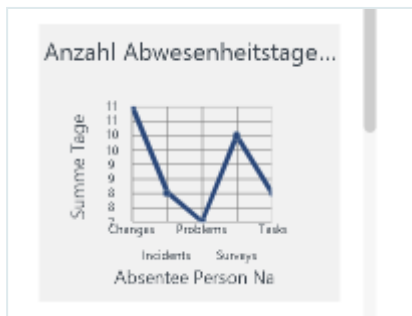 Anzahl Abwesenheitstage...
Summe Tage
11
11
10
10
9
9
8
8
7
Changes Problems Tasks
Incidents Surveys
Absentee Person Na